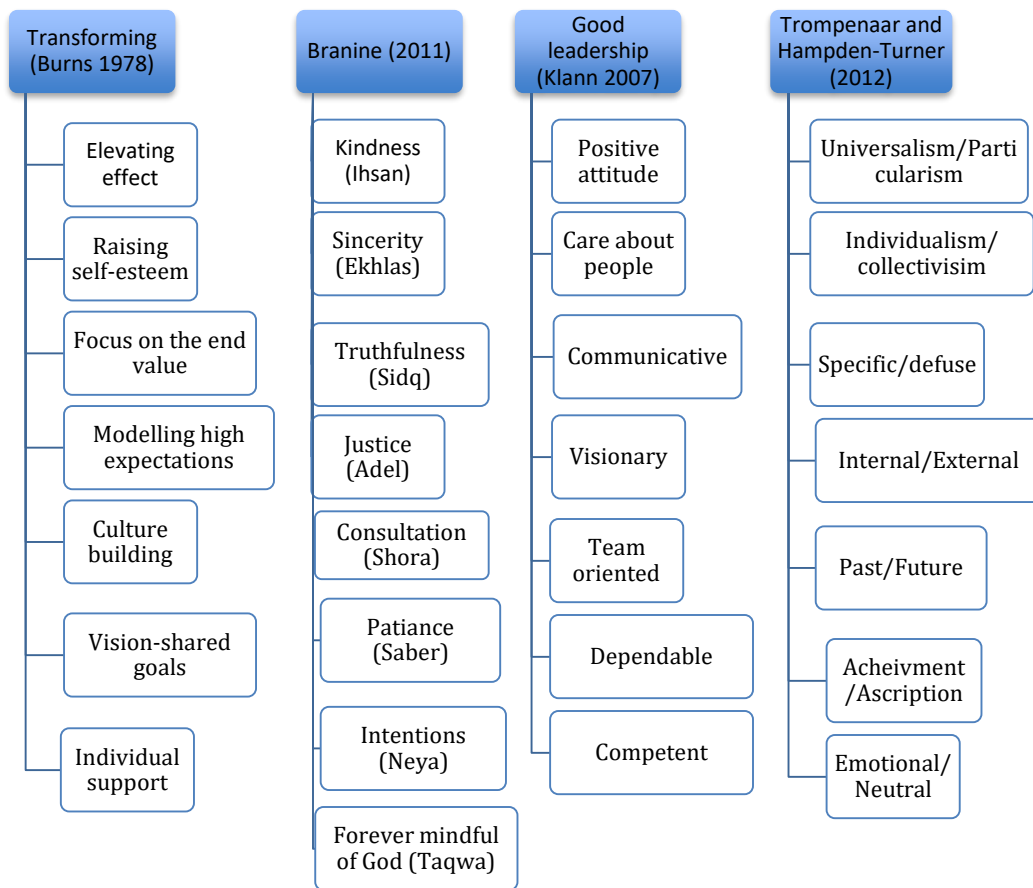 Transforming
(Burns 1978)
Elevating
effect
Raising
self-esteem
Focus on the end
value
Modelling high
expectations
Culture
building
Vision-shared
goals
Individual
support
Branine (2011)
Kindness
(Ihsan)
Sincerity
(Ekhlas)
Truthfulness
(Sidq)
Justice
(Adel)
Consultation
(Shora)
Patiance
(Saber)
Intentions
(Neya)
Forever mindful
of God (Taqwa)
Good
leadership
(Klann 2007)
Positive
attitude
Care about
people
Communicative
Visionary
Team
oriented
Dependable
Competent
Trompenaar and
Hampden-Turner
(2012)
Universalism/Parti
cularism
Individualism/
collectivisim
Specific/defuse
Internal/External
Past/Future
Acheivment
/Ascription
Emotional/
Neutral